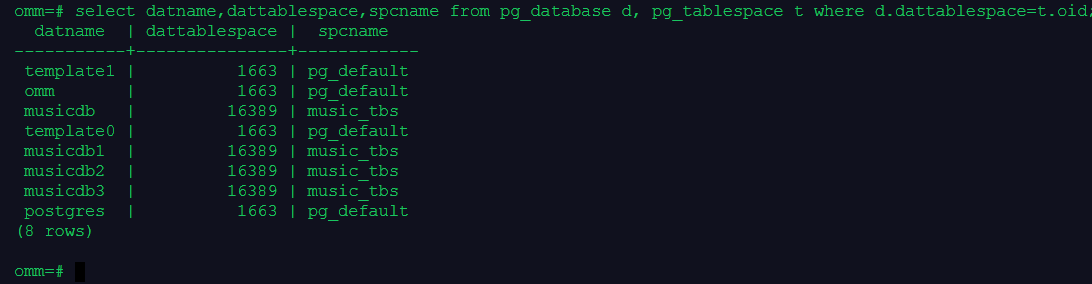 omm=# select datname,dattablespace,spcname from pg_database d, pg_tablespace t where d.dattablespace=t.oid;
  datname  | dattablespace |  spcname
-----------+---------------+------------
 template1 |          1663 | pg_default
 omm       |          1663 | pg_default
 musicdb   |         16389 | music_tbs
 template0 |          1663 | pg_default
 musicdb1  |         16389 | music_tbs
 musicdb2  |         16389 | music_tbs
 musicdb3  |         16389 | music_tbs
 postgres  |          1663 | pg_default
(8 rows)
omm=#